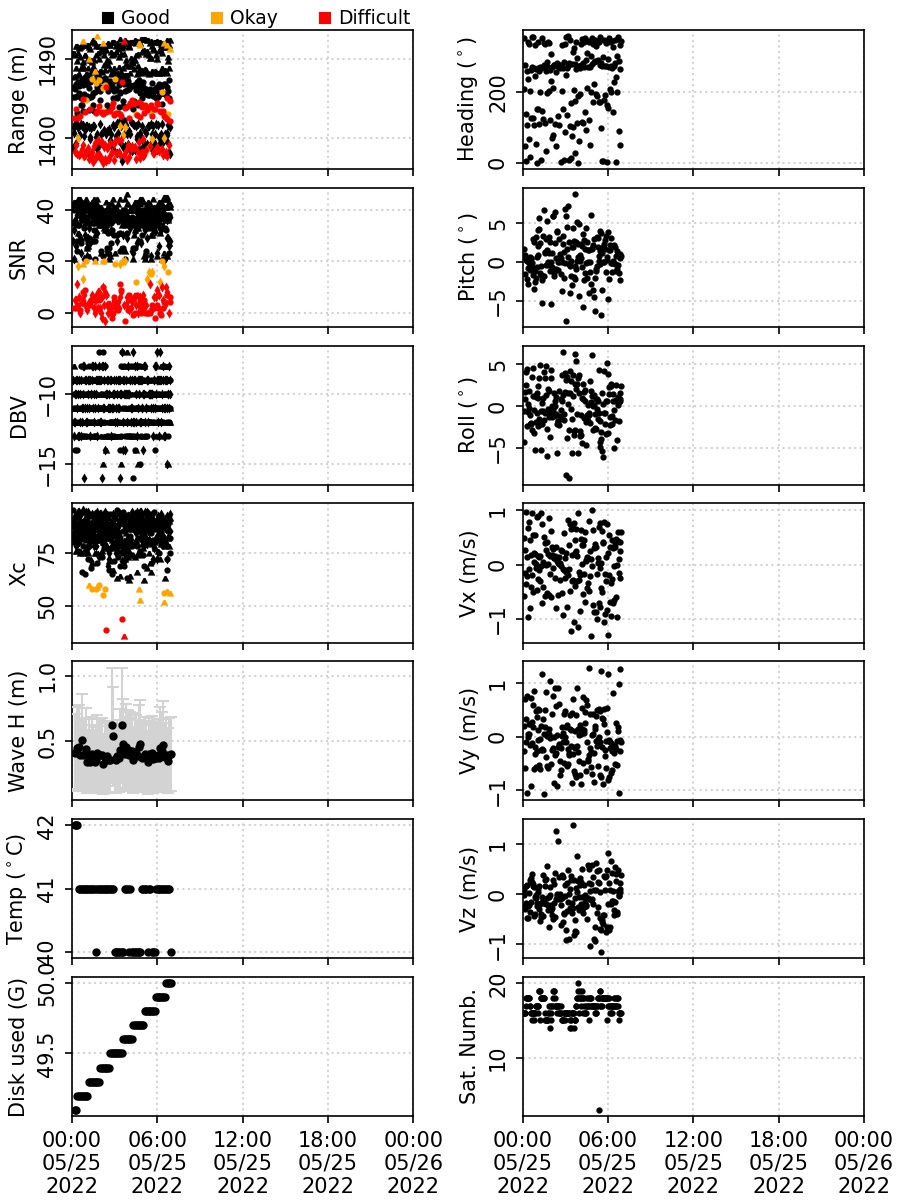 Good Okay Difficult
Range (m)
1490
1400
Heading (°)
200
0
SNR
40
20
0
Pitch (°)
5
0
−5
DBV
−10
−15
Roll (°)
5
0
−5
Xc
75
50
Vx (m/s)
1
0
−1
Wave H (m)
1.0
0.5
Vy (m/s)
1
0
−1
Temp (°C)
42
41
40
Vz (m/s)
1
0
−1
Disk used (G)
50.0
49.5
Sat. Numb.
20
10
00:00 06:00 12:00 18:00 00:00 00:00 06:00 12:00 18:00 00:00
05/25 05/25 05/25 05/25 05/26 05/25 05/25 05/25 05/25 05/26
2022 2022 2022 2022 2022 2022 2022 2022 2022 2022